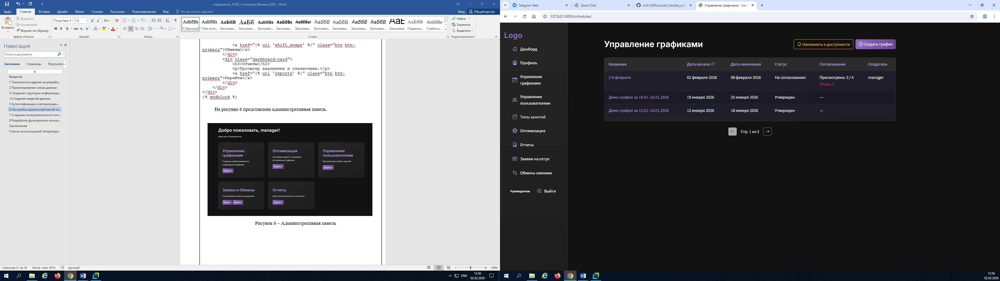 содержание_УП05_Степанова_Милена_0202 - Word
Файл Главная Вставка Дизайн Макет Ссылки Рассылки Рецензирование Вид Что вы хотите сделать? Вход Общий доступ
Вставить
Вырезать
Копировать
Формат по образцу
Буфер обмена
Times New F 14
Ж К Ч abc x₂ x²
Шрифт
Абзац
АаБбВв АаБбВв АаБбВ АаБбВ АаБбВв АаБбВв АаБбВвІ АаБбВ АаБбВ АаБбВв АаБбВв Ааb АаБбВ АаБбВв
¶ Обычный ¶ Без инте... Заголово... Заголово... Заголово... Заголово... Заголово... Заголово... Заголово... Заголово... Заголово... Заголовок Подзагол... Слабое в...
Стили
Найти
Заменить
Выделить
Редактирование
Навигация
Поиск в документе
Заголовки Страницы Результать
Введение
1 Техническое задание на разрабо...
2 Проектирование схемы данных
3 Создание структуры информаци...
4 Создание моделей данных
5 Аутентификация и авторизация...
6 Настройка административной па...
7 Создание пользовательского инт...
8 Разработка функционала пользо...
Заключение
Список используемой литературы
<a href="{% url 'shift_swaps' %}" class="btn btn-
primary">Обмены</a>
</div>
<div class="dashboard-card">
<h3>Отчеты</h3>
<p>Просмотр аналитики и статистики.</p>
<a href="{% url 'reports' %}" class="btn btn-
primary">Перейти</a>
</div>
</div>
</div>
{% endblock %}
На рисунке 6 представлена административная панель.
Добро пожаловать, manager!
Ваша роль: Руководитель
Управление
графиками
Создание, редактирование и
утверждение графиков.
Перейти
Оптимизация
Настройка правил и генерация
оптимальных графиков.
Перейти
Управление
пользователями
Приглашение и сброс паролей.
Перейти
Заявки и Обмены
Согласование заявок сотрудников.
Заявки Обмены
Отчеты
Просмотр аналитики и статистики.
Перейти
Рисунок 6 – Административная панель
Страница 21 из 39 Число слов: 3916 русский 100%
ENG 12:56
02.02.2026
Telegram Web Qwen Chat milli-2005/cursach_flexible_sche Управление графиками - Сист
127.0.0.1:8000/schedules/
Logo
Дашборд
Профиль
Управление
графиками
Управление
пользователями
Типы занятий
Оптимизация
Отчеты
Заявки на отгул
Обмены сменами
Руководитель Выйти
Управление графиками
Напомнить о доступности Создать график
Название Дата начала Дата окончания Статус Согласование Создатель
2-8 февраля 02 февраля 2026 08 февраля 2026 На согласовании Просмотрено: 3 / 4 manager
Отказ: 1
Демо-график за 19.01–25.01.2026 19 января 2026 25 января 2026 Утвержден —
Демо-график за 12.01–18.01.2026 12 января 2026 18 января 2026 Утвержден —
← Стр. 1 из 2 →
12:56
02.02.2026